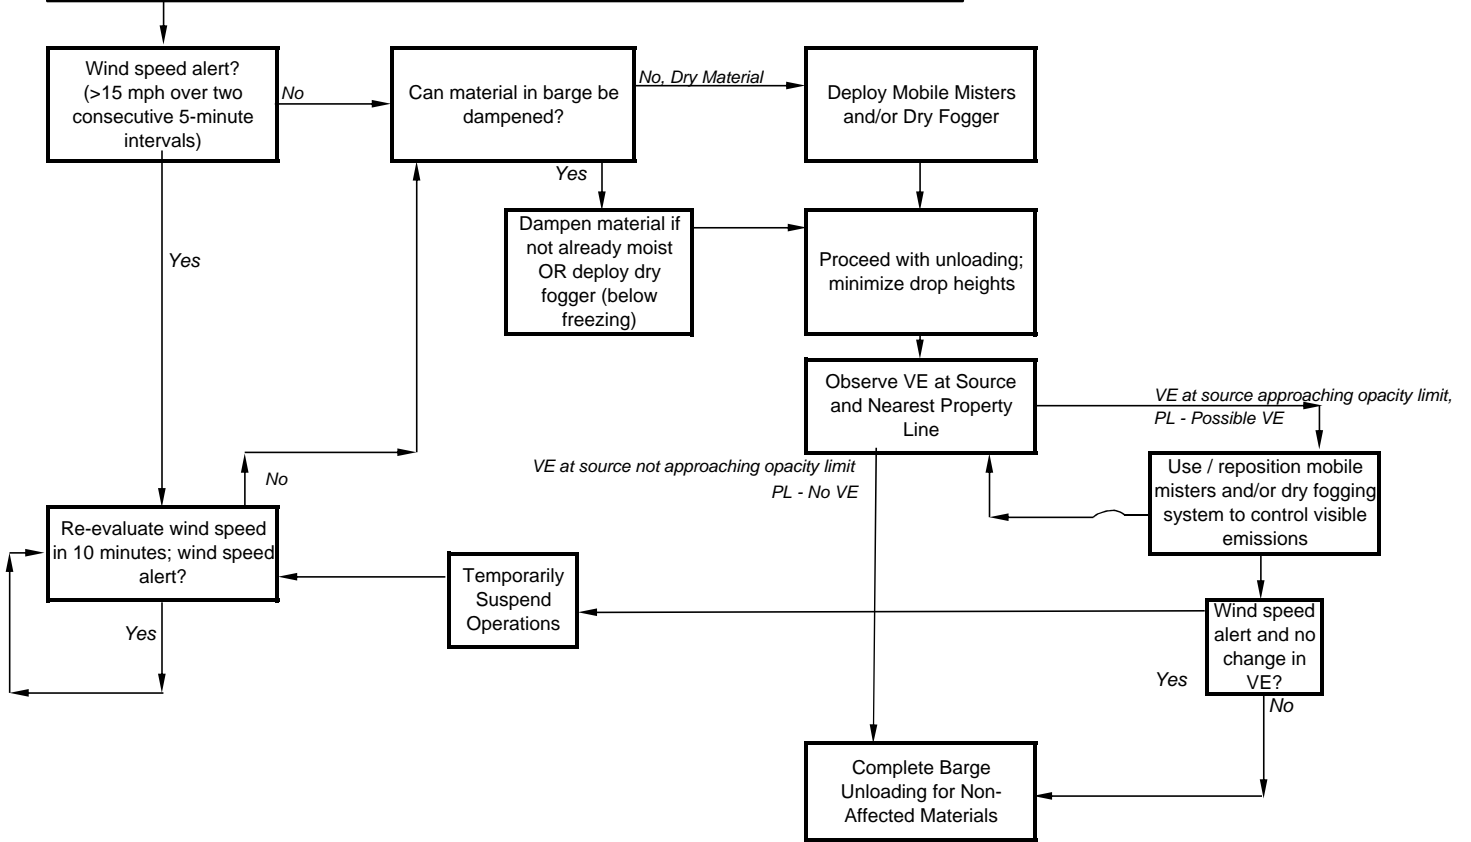 Wind speed alert?
(>15 mph over two
consecutive 5-minute
intervals)
No
Can material in barge be
dampened?
No, Dry Material
Deploy Mobile Misters
and/or Dry Fogger
Yes
Dampen material if
not already moist
OR deploy dry
fogger (below
freezing)
Proceed with unloading;
minimize drop heights
Yes
Observe VE at Source
and Nearest Property
Line
VE at source approaching opacity limit,
PL - Possible VE
VE at source not approaching opacity limit
PL - No VE
Use / reposition mobile
misters and/or dry fogging
system to control visible
emissions
No
Re-evaluate wind speed
in 10 minutes; wind speed
alert?
Yes
Temporarily
Suspend
Operations
Wind speed
alert and no
change in
VE?
Yes
No
Complete Barge
Unloading for Non-
Affected Materials